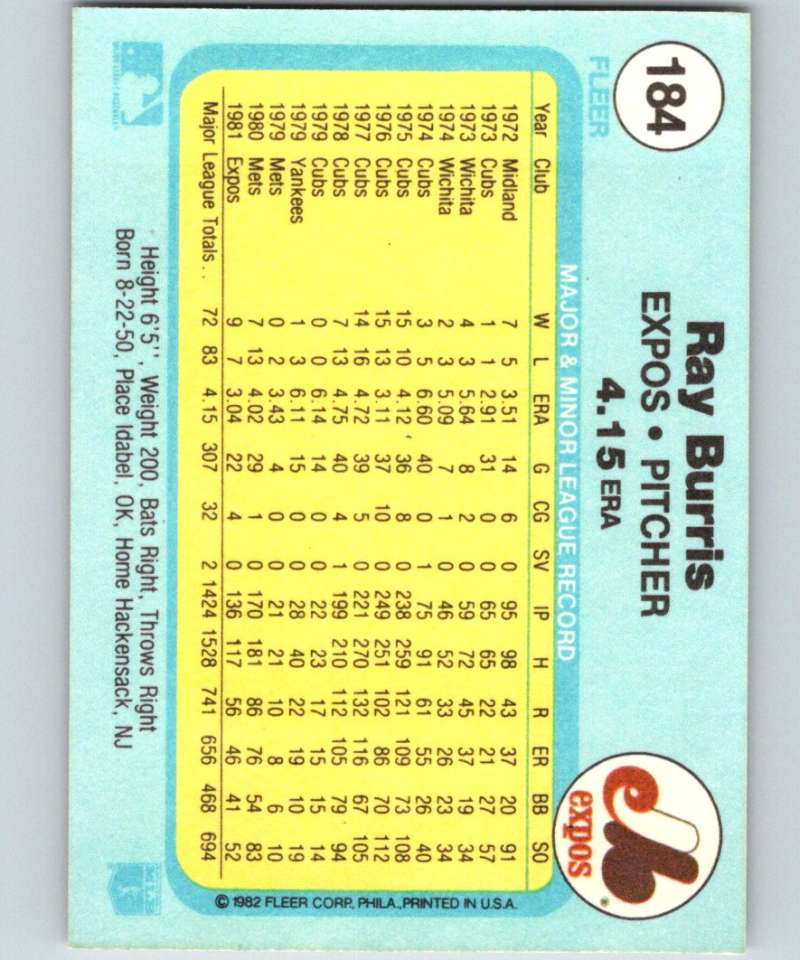 184
FLEER
Ray Burris
EXPOS • PITCHER
4.15 ERA
expos
MAJOR & MINOR LEAGUE RECORD
Year Club W L ERA G CG SV IP H R ER BB SO
1972 Midland 7 5 3.51 14 6 0 95 98 43 37 20 91
1973 Cubs 1 1 2.91 31 0 0 65 65 22 21 27 57
1973 Wichita 4 3 5.64 8 2 0 59 72 45 37 19 34
1974 Wichita 2 3 5.09 7 1 0 46 52 33 26 23 34
1974 Cubs 3 5 6.60 40 0 1 75 91 61 55 26 40
1975 Cubs 15 10 4.12 36 8 0 238 259 121 109 73 108
1976 Cubs 15 13 3.11 37 10 0 249 251 102 86 70 112
1977 Cubs 14 16 4.72 39 5 0 221 270 132 116 67 105
1978 Cubs 7 13 4.75 40 4 1 199 210 112 105 79 94
1979 Cubs 0 0 6.14 14 0 0 22 23 17 15 15 14
1979 Yankees 1 3 6.11 15 0 0 28 40 22 19 10 19
1979 Mets 0 2 3.43 4 0 0 21 21 10 8 6 10
1980 Mets 7 13 4.02 29 1 0 170 181 86 76 54 83
1981 Expos 9 7 3.04 22 4 0 136 117 56 46 41 52
Major League Totals . . 72 83 4.15 307 32 2 1424 1528 741 656 468 694
© 1982 FLEER CORP., PHILA., PRINTED IN U.S.A.
Height 6'5", Weight 200, Bats Right, Throws Right
Born 8-22-50, Place Idabel, OK, Home Hackensack, NJ